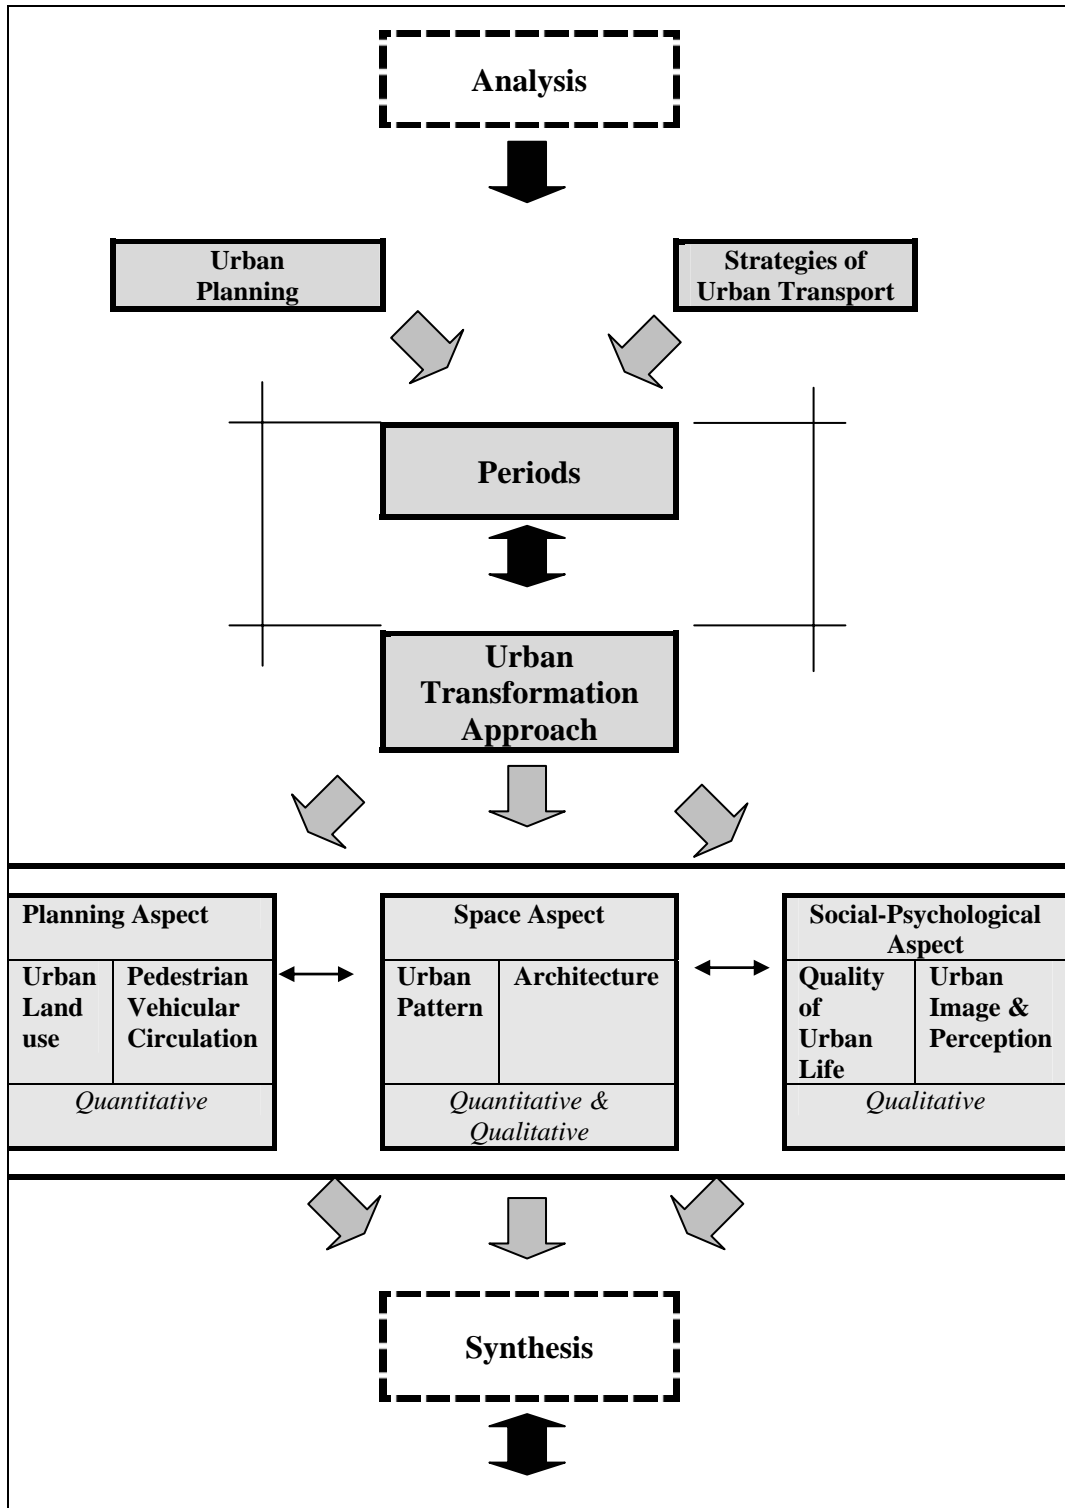 Analysis
Urban
Planning
Strategies of
Urban Transport
Periods
Urban
Transformation
Approach
Planning Aspect
Urban
Land
use
Pedestrian
Vehicular
Circulation
Quantitative
Space Aspect
Urban
Pattern
Architecture
Quantitative &
Qualitative
Social-Psychological
Aspect
Quality
of
Urban
Life
Urban
Image &
Perception
Qualitative
Synthesis